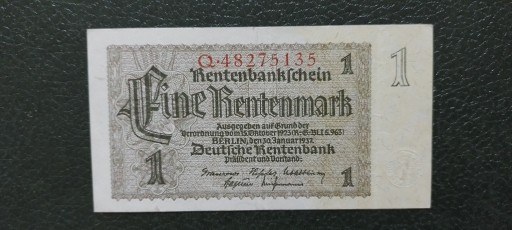 Q·48275135
Rentenbankschein
1
1
Eine Rentenmark
Ausgegeben auf Grund der
Verordnung vom 15. Oktober 1923 (R.-G.-Bl. I S. 963)
BERLIN, den 30. Januar 1937
Deutsche Rentenbank
Präsident und Vorstand:
1
1